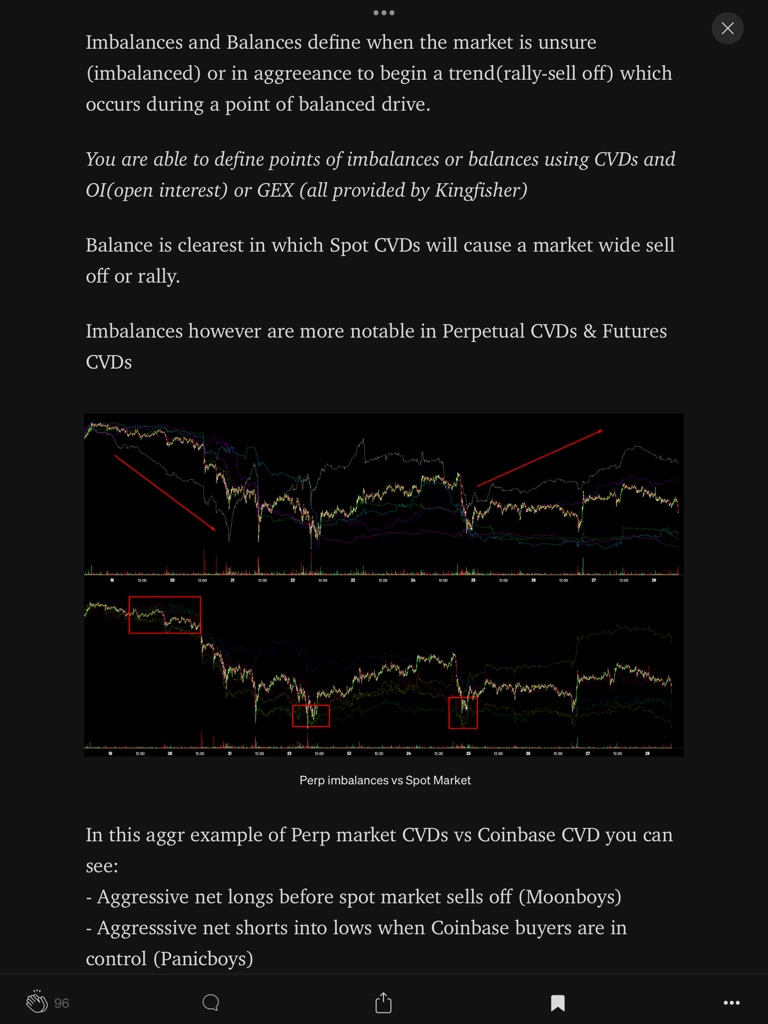 Imbalances and Balances define when the market is unsure
(imbalanced) or in aggreeance to begin a trend(rally-sell off) which
occurs during a point of balanced drive.
You are able to define points of imbalances or balances using CVDs and
OI(open interest) or GEX (all provided by Kingfisher)
Balance is clearest in which Spot CVDs will cause a market wide sell
off or rally.
Imbalances however are more notable in Perpetual CVDs & Futures
CVDs
Perp imbalances vs Spot Market
In this aggr example of Perp market CVDs vs Coinbase CVD you can
see:
- Aggressive net longs before spot market sells off (Moonboys)
- Aggresssive net shorts into lows when Coinbase buyers are in
control (Panicboys)
96